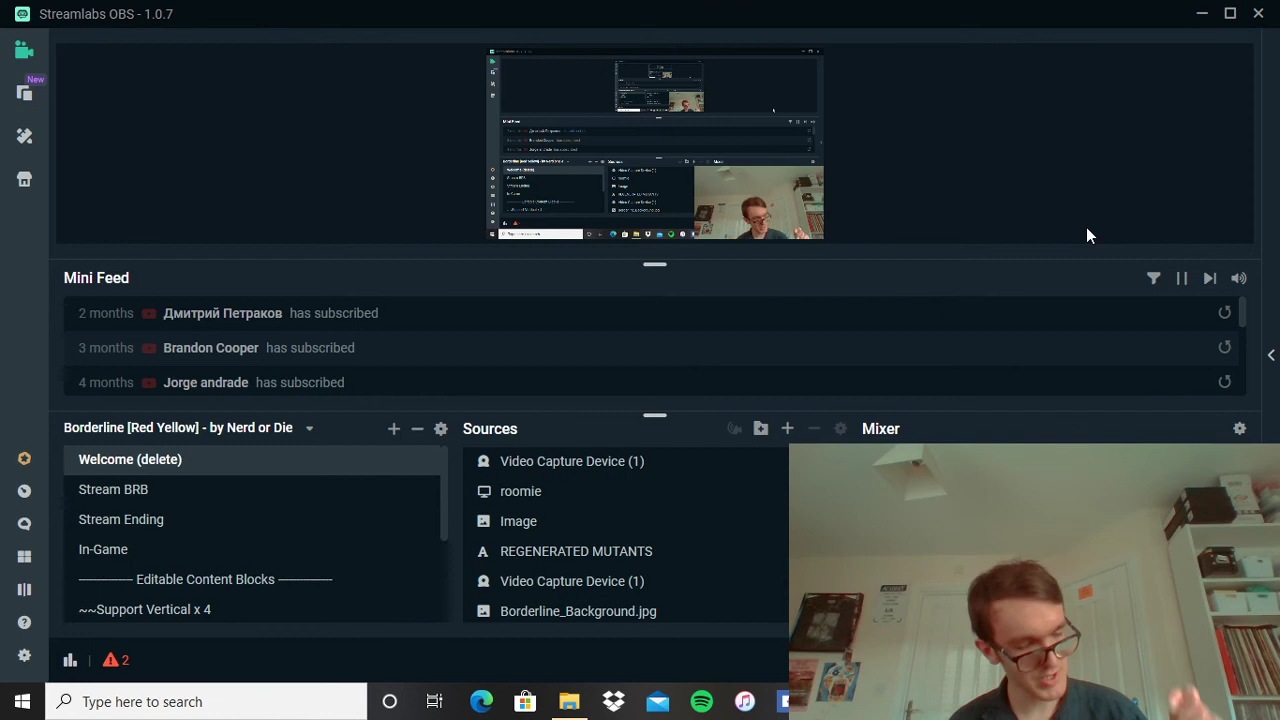 Streamlabs OBS - 1.0.7
New
Mini Feed
2 months Дмитрий Петраков has subscribed
3 months Brandon Cooper has subscribed
4 months Jorge andrade has subscribed
Borderline [Red Yellow] - by Nerd or Die
Welcome (delete)
Stream BRB
Stream Ending
In-Game
-------------- Editable Content Blocks --------------
~~Support Vertical x 4
Sources
Video Capture Device (1)
roomie
Image
REGENERATED MUTANTS
Video Capture Device (1)
Borderline_Background.jpg
Mixer
2
Type here to search